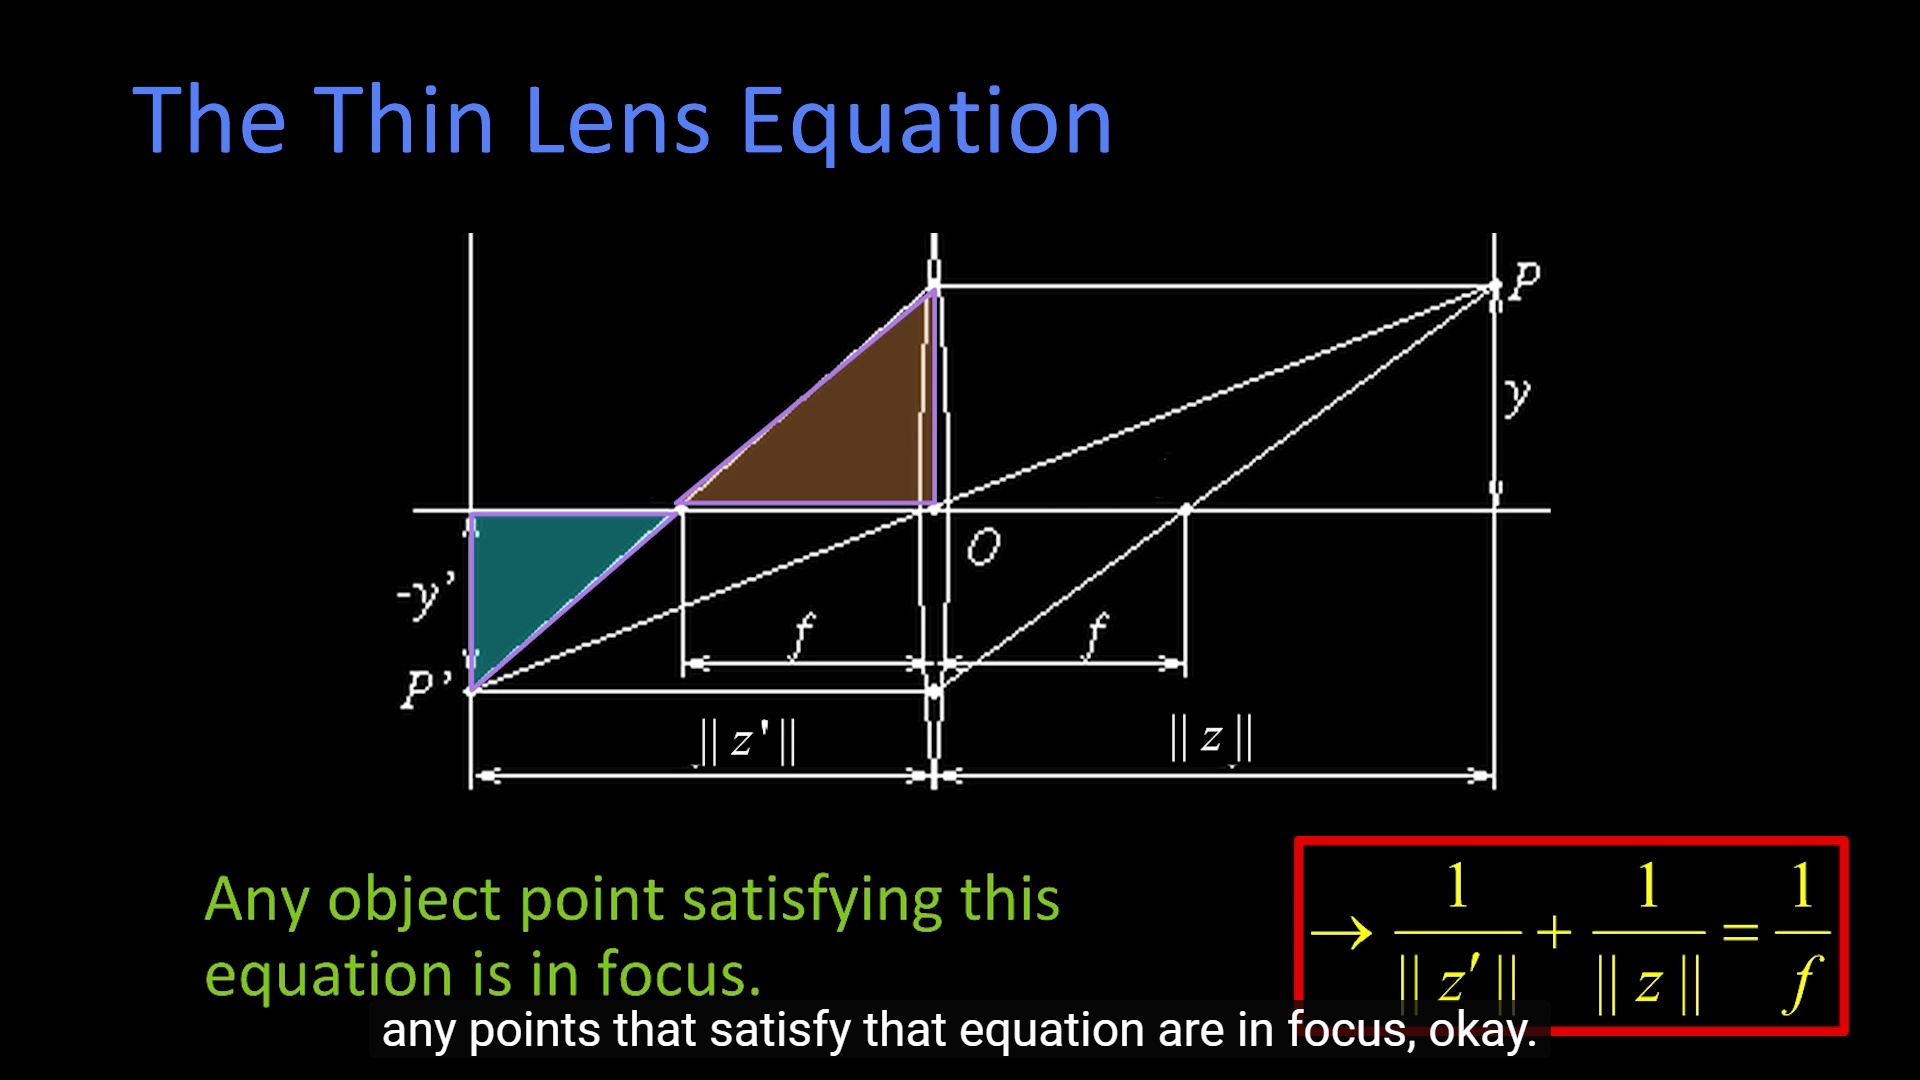 The Thin Lens Equation
P
y
O
-y'
f
f
P'
|| z' ||
|| z ||
Any object point satisfying this
equation is in focus.
→ 1/|| z' || + 1/|| z || = 1/f
any points that satisfy that equation are in focus, okay.